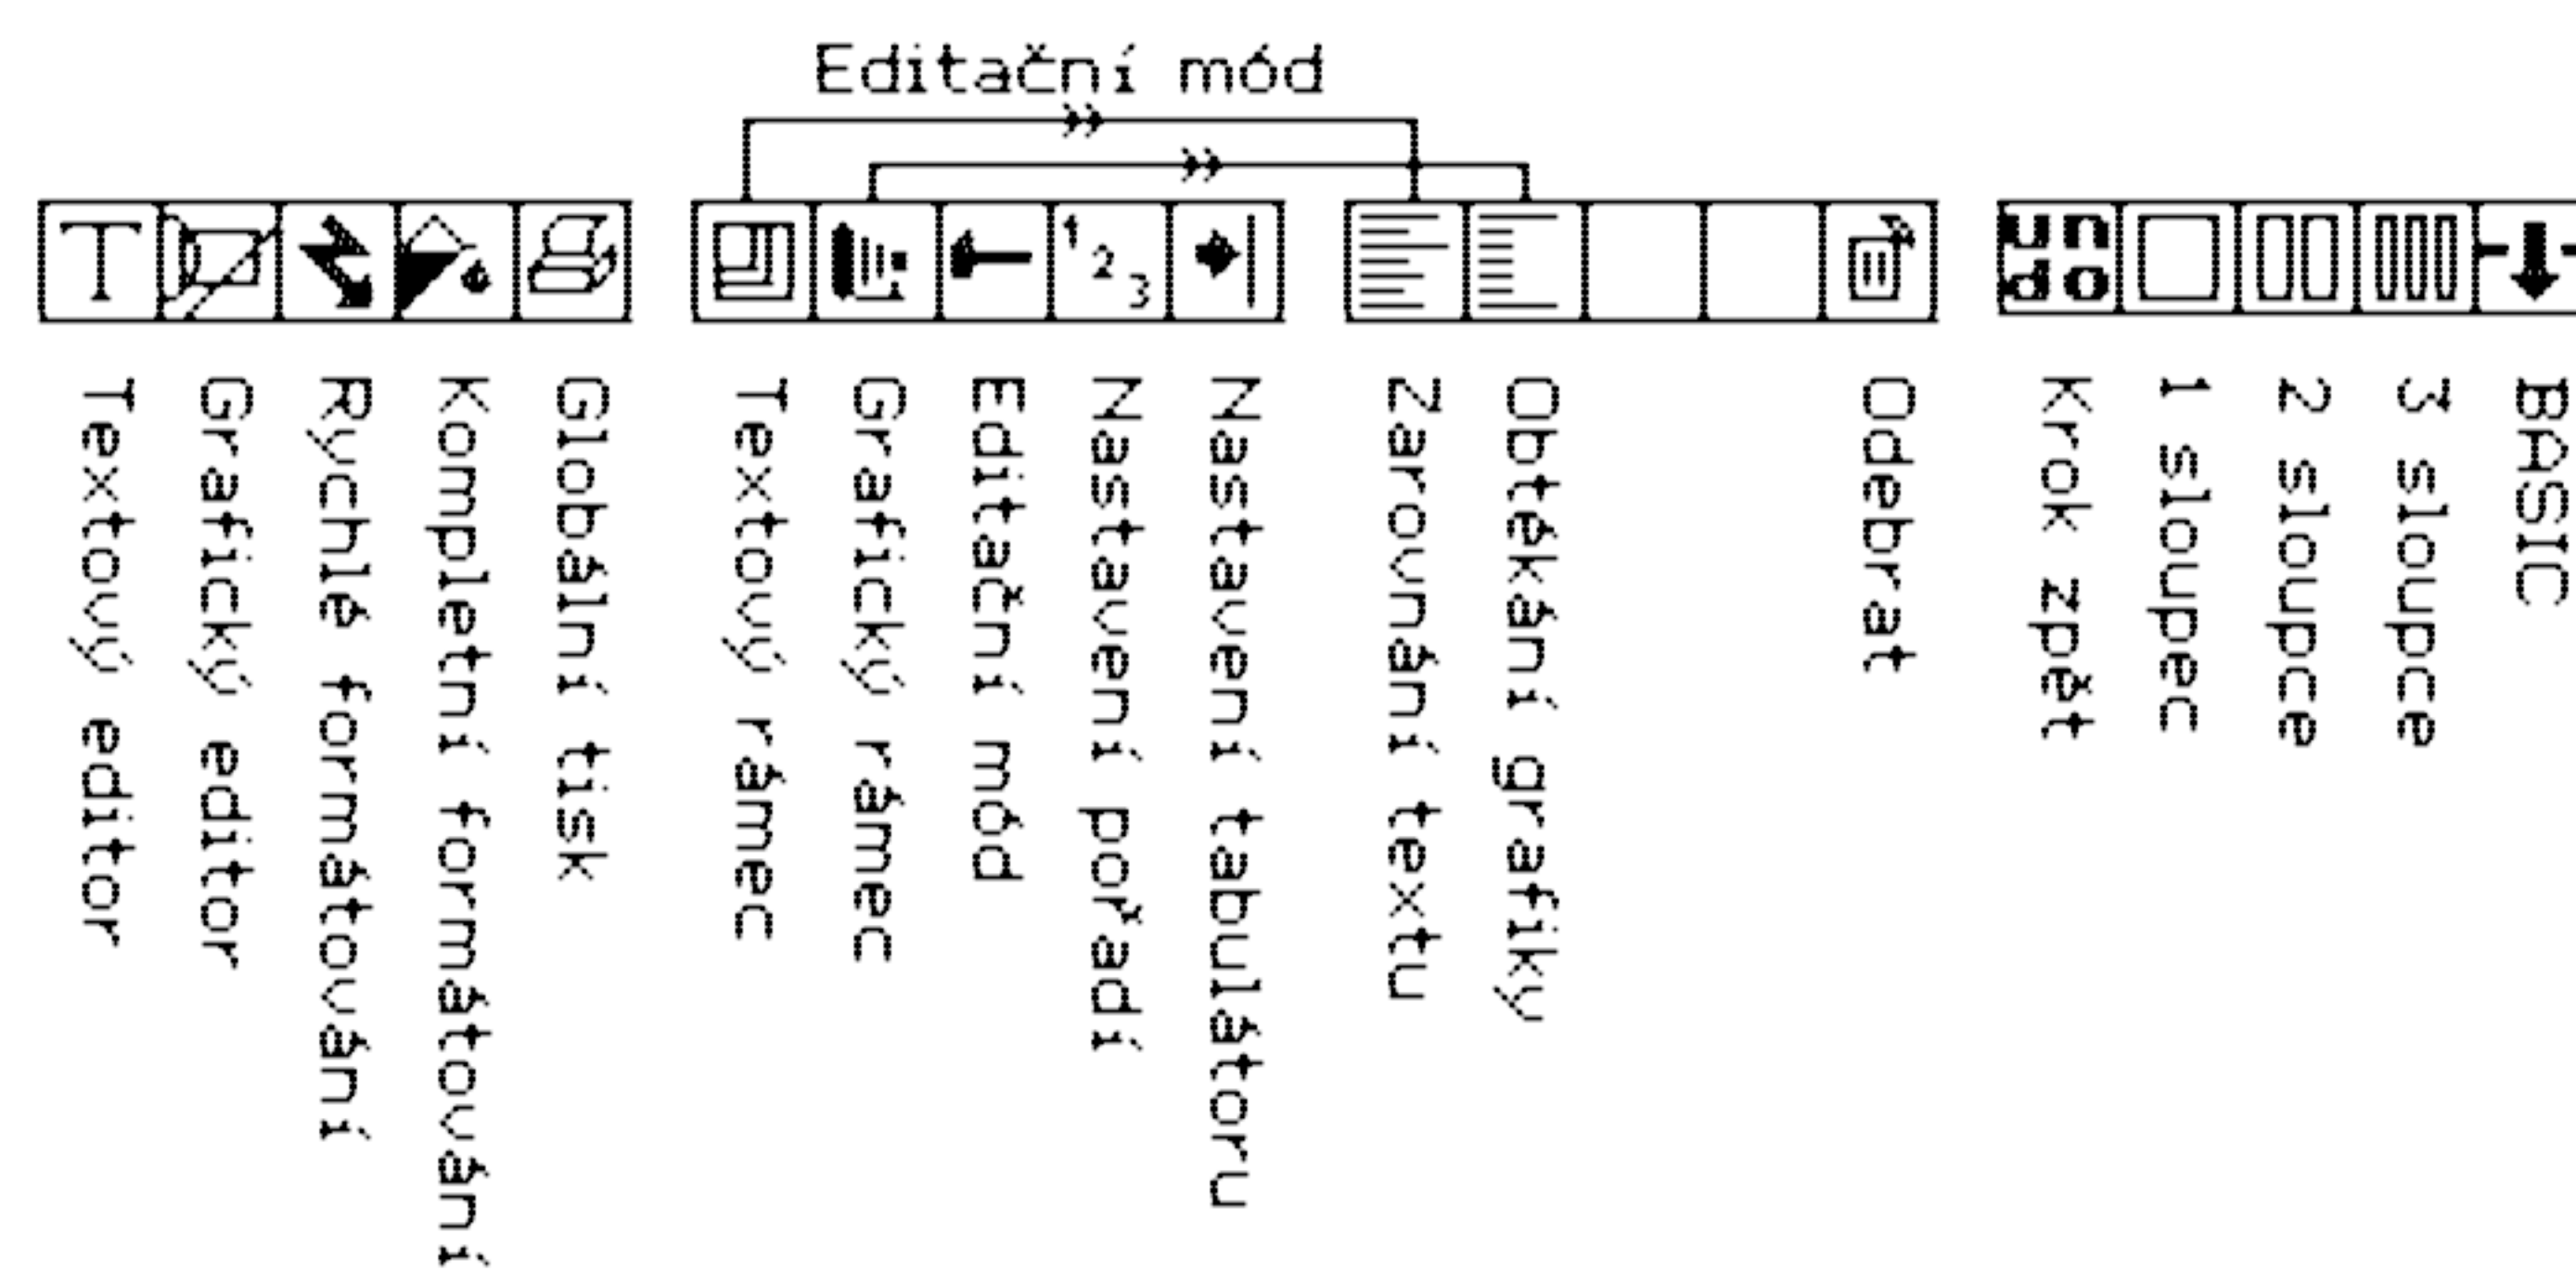 Editační mód
T
1
2
3
un
do
Textový editor
Grafický editor
Rychlé formátování
Kompletní formátování
Globální tisk
Textový rámec
Grafický rámec
Editační mód
Nastavení pořadí
Nastavení tabulátoru
Zarovnání textu
Obtékání grafiky
Odebrat
Krok zpět
1 sloupec
2 sloupce
3 sloupce
BASIC